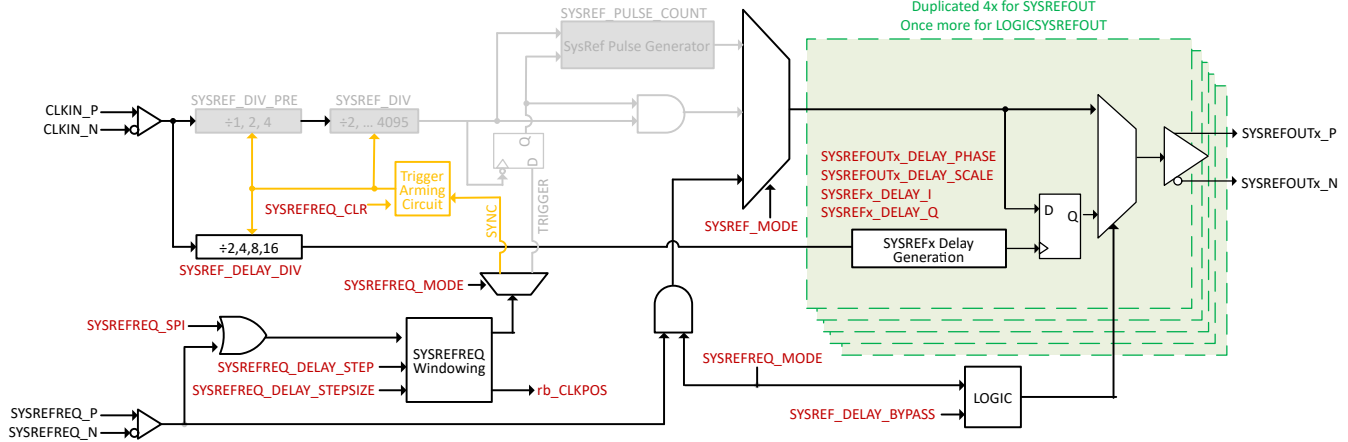 Duplicated 4x for SYSREFOUT
Once more for LOGICSYSREFOUT
SYSREF_PULSE_COUNT
SysRef Pulse Generator
CLKIN_P
CLKIN_N
SYSREF_DIV_PRE
÷1, 2, 4
SYSREF_DIV
÷2, ... 4095
Q
D
TRIGGER
Trigger
Arming
Circuit
SYSREFREQ_CLR
SYNC
÷2,4,8,16
SYSREF_DELAY_DIV
SYSREF_MODE
SYSREFOUTx_DELAY_PHASE
SYSREFOUTx_DELAY_SCALE
SYSREFx_DELAY_I
SYSREFx_DELAY_Q
SYSREFx Delay
Generation
D
Q
SYSREFOUTx_P
SYSREFOUTx_N
SYSREFREQ_MODE
SYSREFREQ_SPI
SYSREFREQ
Windowing
SYSREFREQ_DELAY_STEP
SYSREFREQ_DELAY_STEPSIZE
rb_CLKPOS
SYSREFREQ_MODE
SYSREF_DELAY_BYPASS
LOGIC
SYSREFREQ_P
SYSREFREQ_N